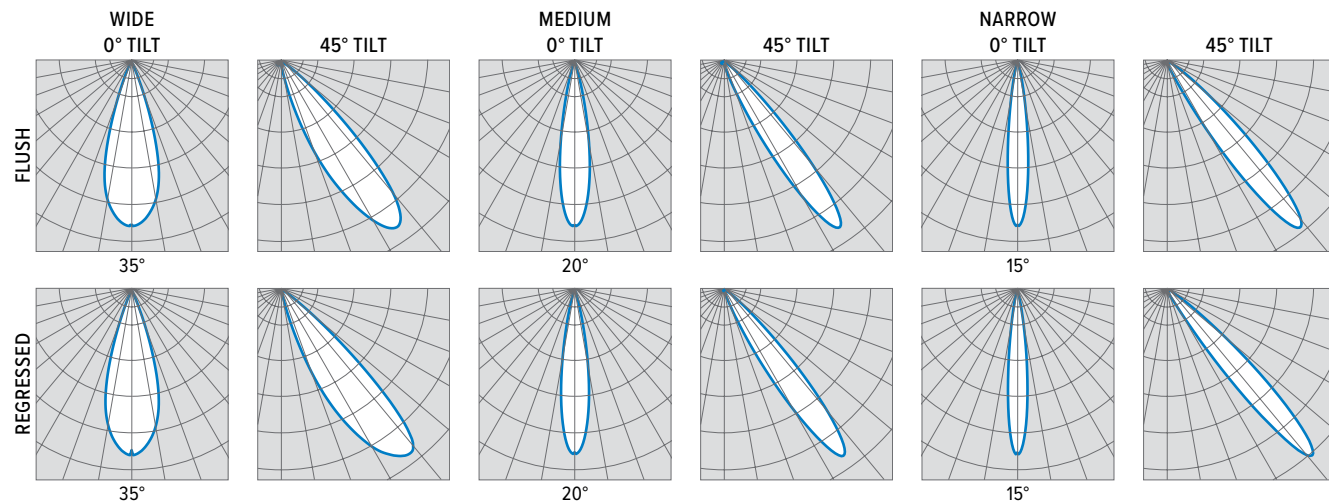 WIDE
0° TILT
45° TILT
MEDIUM
0° TILT
45° TILT
NARROW
0° TILT
45° TILT
FLUSH
35°
20°
15°
REGRESSED
35°
20°
15°